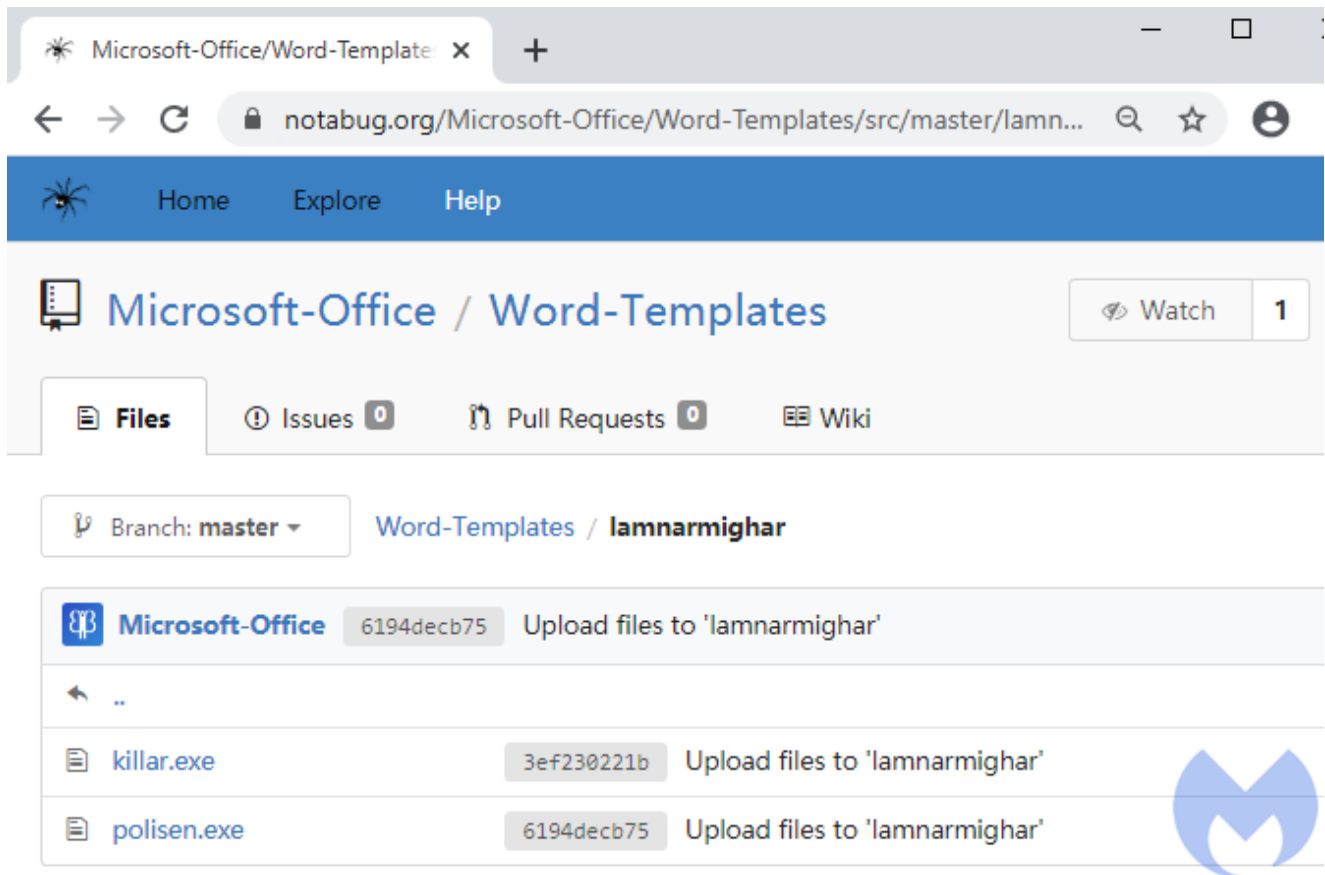 Microsoft-Office/Word-Template
notabug.org/Microsoft-Office/Word-Templates/src/master/lamn...
Home Explore Help
Microsoft-Office / Word-Templates Watch 1
Files Issues 0 Pull Requests 0 Wiki
Branch: master Word-Templates / lamnarmighar
Microsoft-Office 6194decb75 Upload files to 'lamnarmighar'
..
killar.exe 3ef230221b Upload files to 'lamnarmighar'
polisen.exe 6194decb75 Upload files to 'lamnarmighar'